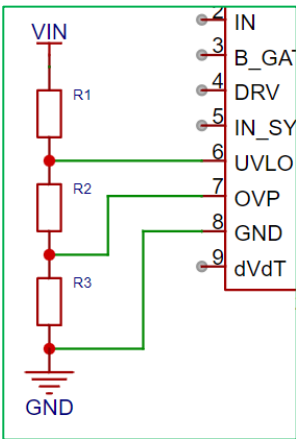 VIN
R1
R2
R3
GND
2 IN
3 B_GAT
4 DRV
5 IN_SY
6 UVLO
7 OVP
8 GND
9 dVdT